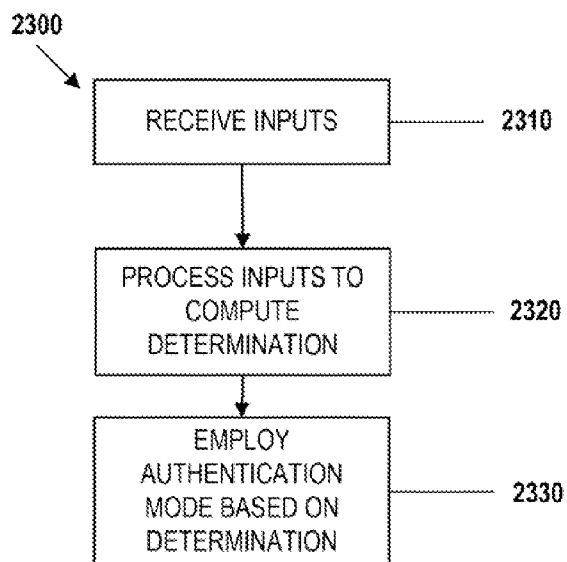 2300
RECEIVE INPUTS
2310
PROCESS INPUTS TO
COMPUTE
DETERMINATION
2320
EMPLOY
AUTHENTICATION
MODE BASED ON
DETERMINATION
2330